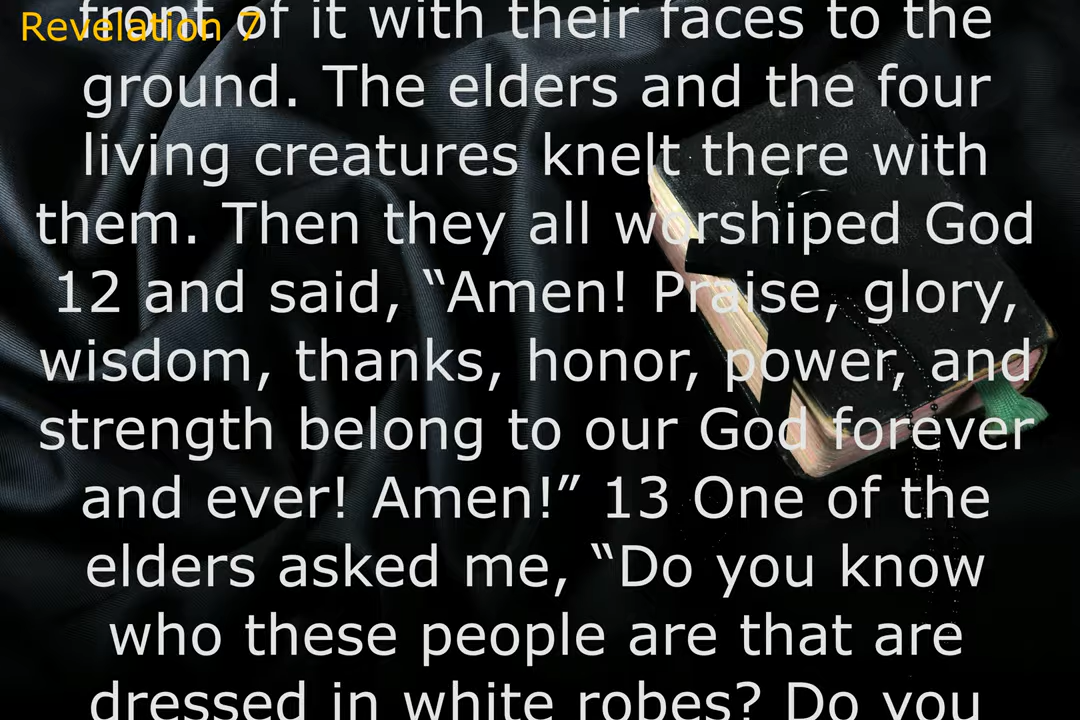 Revelation 7
front of it with their faces to the
ground. The elders and the four
living creatures knelt there with
them. Then they all worshiped God
12 and said, “Amen! Praise, glory,
wisdom, thanks, honor, power, and
strength belong to our God forever
and ever! Amen!” 13 One of the
elders asked me, “Do you know
who these people are that are
dressed in white robes? Do you